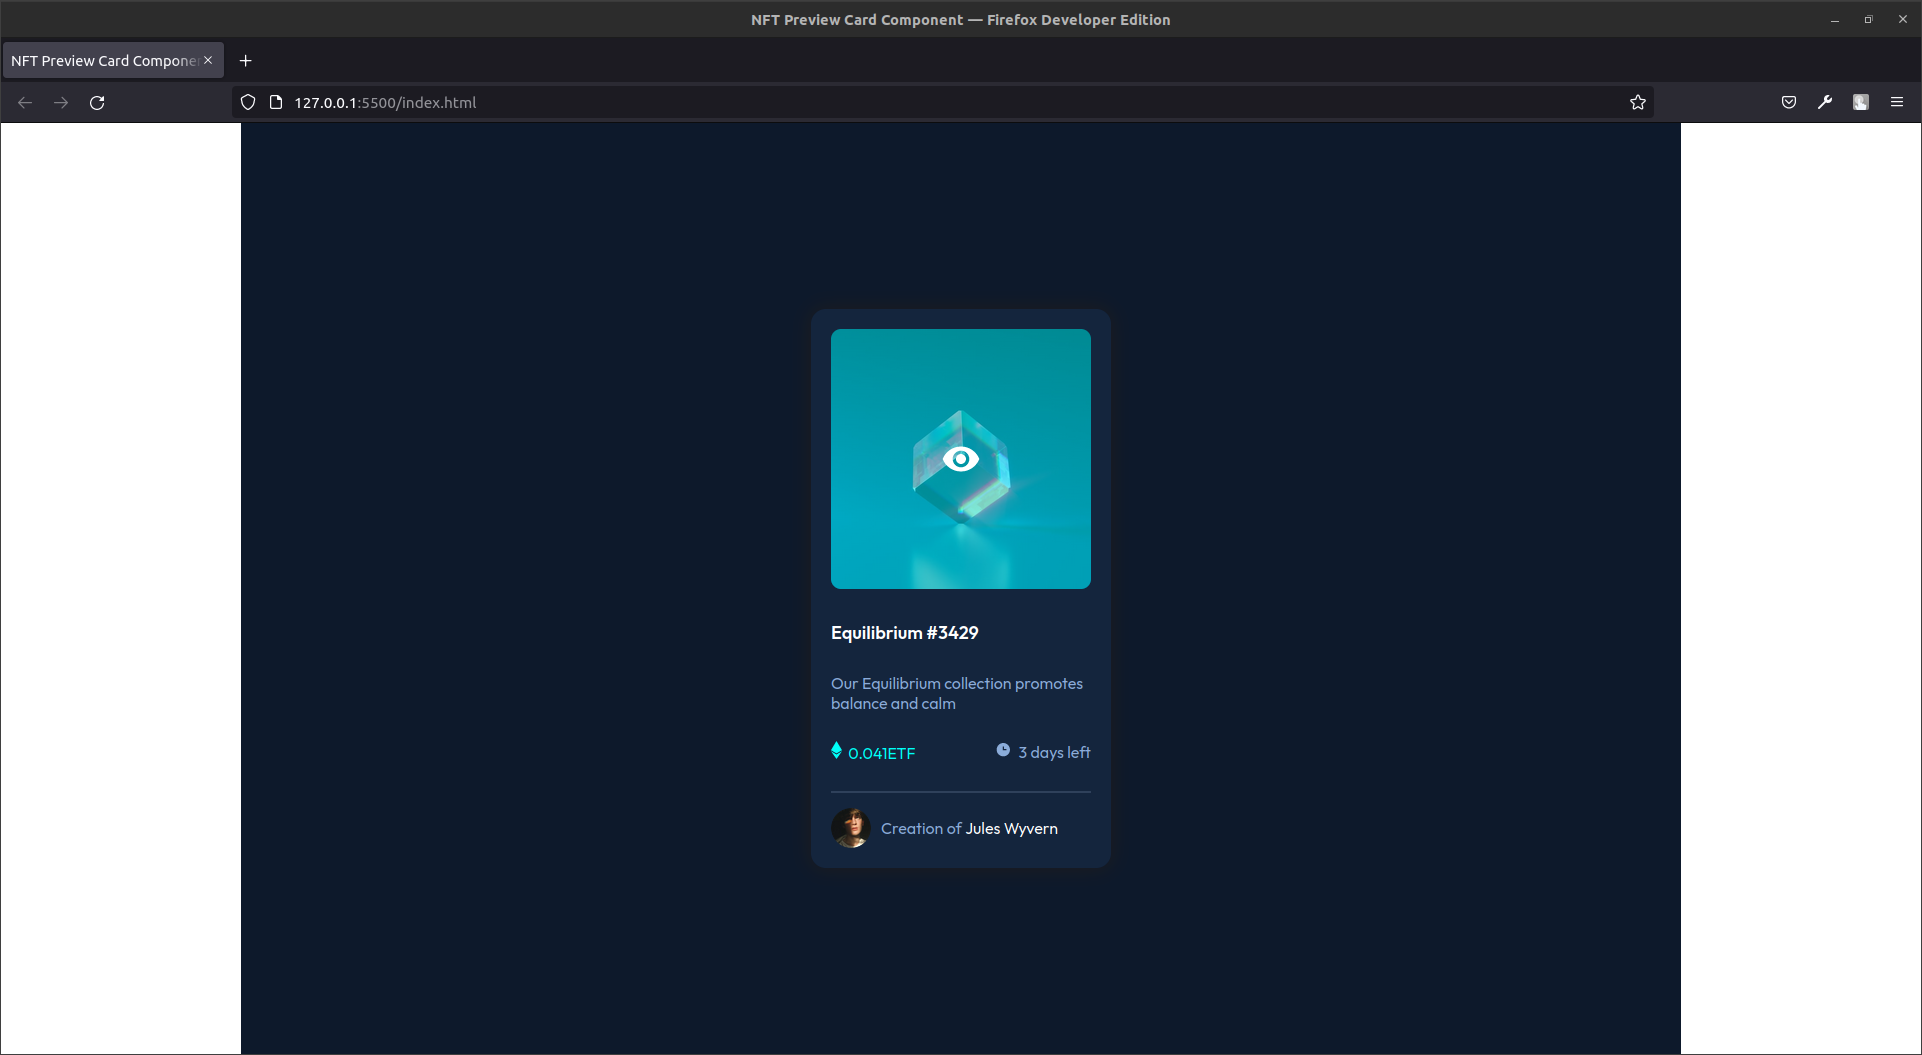 NFT Preview Card Component — Firefox Developer Edition
NFT Preview Card Compone
127.0.0.1:5500/index.html
Equilibrium #3429
Our Equilibrium collection promotes
balance and calm
0.041ETF
3 days left
Creation of Jules Wyvern